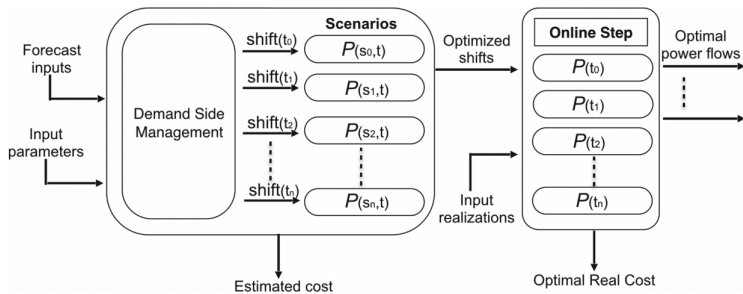 Forecast
inputs
Input
parameters
Demand Side
Management
Scenarios
shift(t0)
P(s0,t)
shift(t1)
P(s1,t)
shift(t2)
P(s2,t)
shift(tn)
P(sn,t)
Estimated cost
Optimized
shifts
Input
realizations
Online Step
P(t0)
P(t1)
P(t2)
P(tn)
Optimal Real Cost
Optimal
power flows